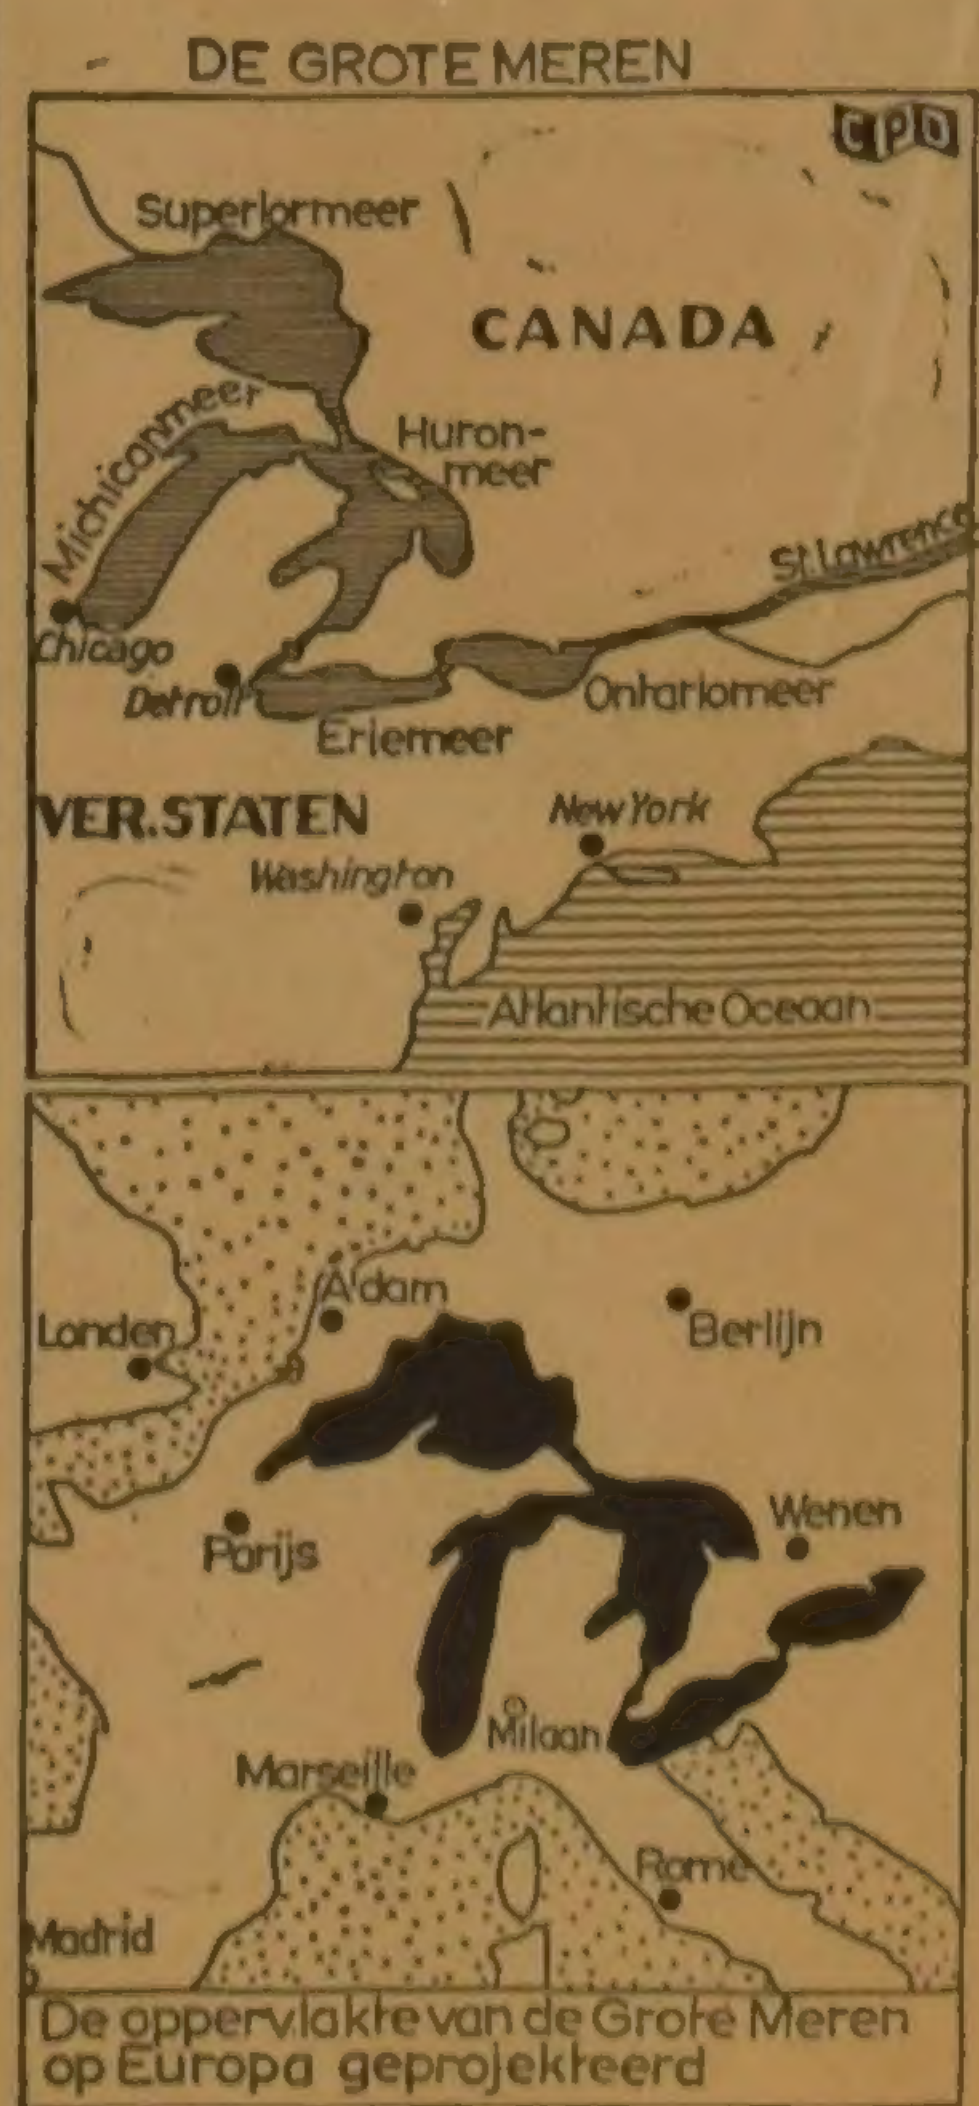 DE GROTE MEREN
CPD
Superiormeer
CANADA
Michicanmeer
Huron-
meer
St. Lawrence
Chicago
Detroit
Ontariomeer
Eriemeer
VER. STATEN
New York
Washington
Atlantische Oceaan
A'dam
Londen
Berlijn
Parijs
Wenen
Milaan
Marseille
Rome
Madrid
De oppervlakte van de Grote Meren
op Europa geprojekteerd